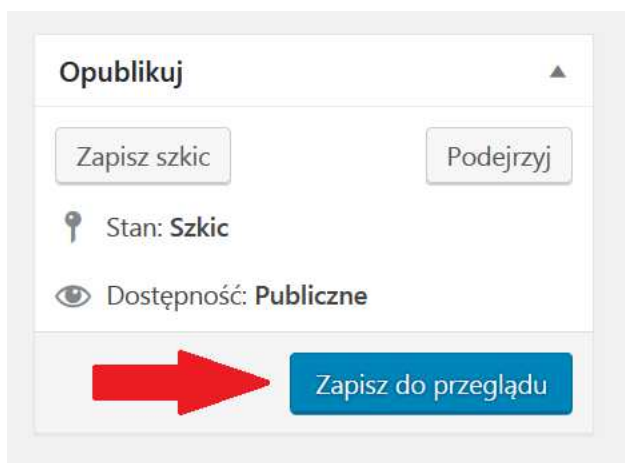 Opublikuj
Zapisz szkic Podejrzyj
Stan: Szkic
Dostępność: Publiczne
Zapisz do przeglądu